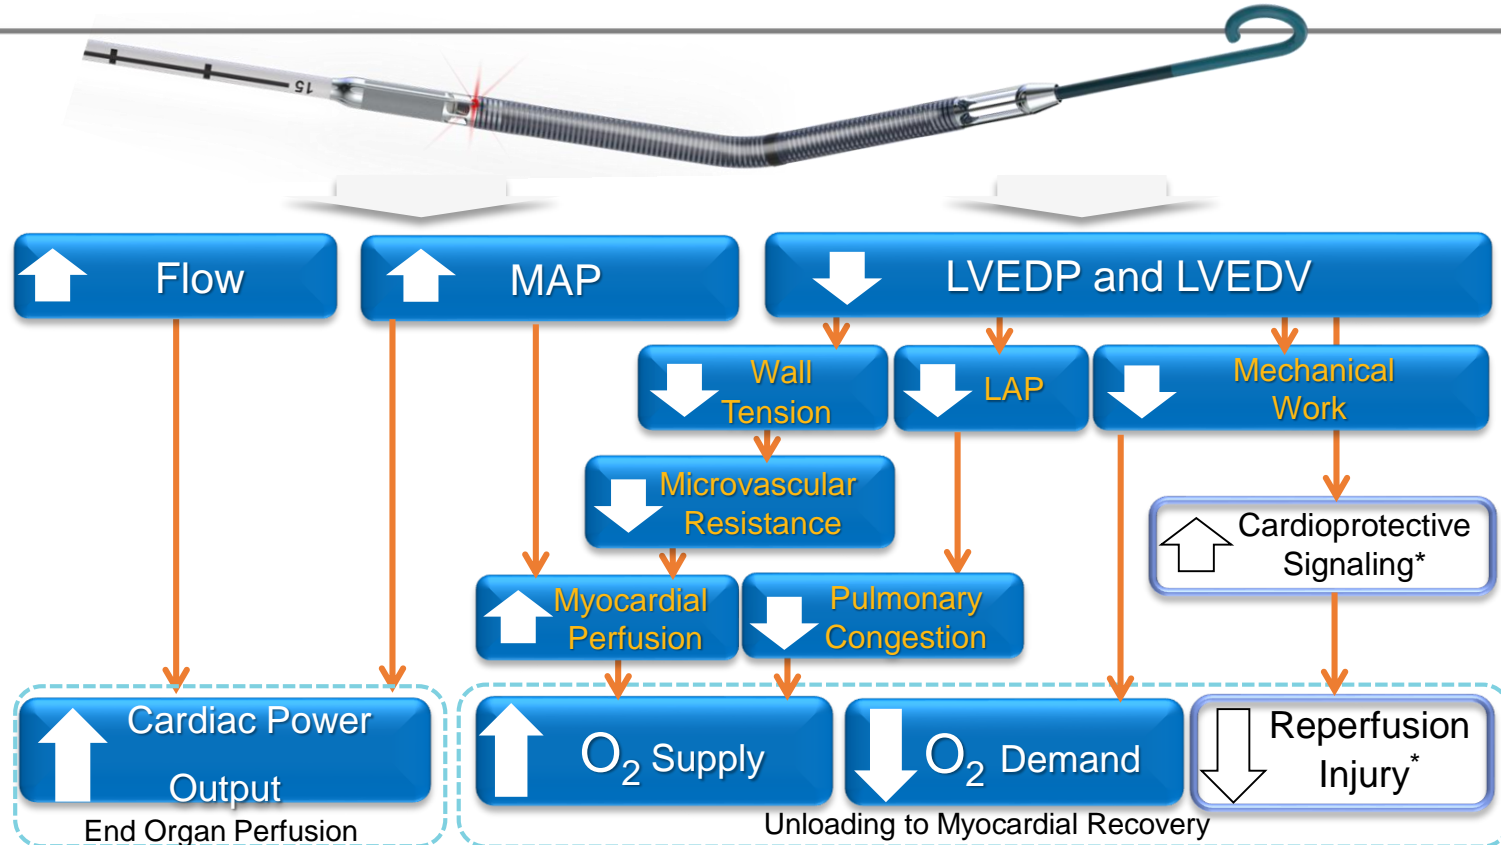 15
Flow
MAP
LVEDP and LVEDV
Wall
Tension
LAP
Mechanical
Work
Microvascular
Resistance
Cardioprotective
Signaling*
Myocardial
Perfusion
Pulmonary
Congestion
Cardiac Power
Output
O₂ Supply
O₂ Demand
Reperfusion
Injury*
End Organ Perfusion
Unloading to Myocardial Recovery